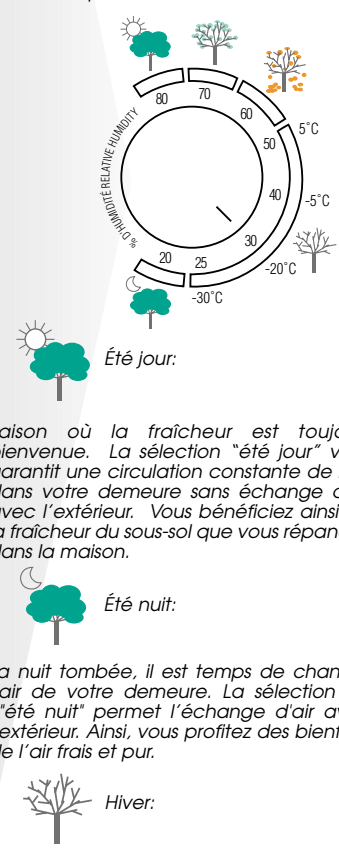 80
70
60
50
40
30
25
20
5°C
-5°C
-20°C
-30°C
% D'HUMIDITÉ RELATIVE HUMIDITY
Été jour:
aison où la fraîcheur est toujo
bienvenue. La sélection “été jour” v
garantit une circulation constante de
dans votre demeure sans échange
avec l’extérieur. Vous bénéficiez ainsi
la fraîcheur du sous-sol que vous répan
dans la maison.
Été nuit:
a nuit tombée, il est temps de chan
air de votre demeure. La sélection
"été nuit" permet l’échange d'air av
extérieur. Ainsi, vous profitez des bient
de l’air frais et pur.
Hiver: